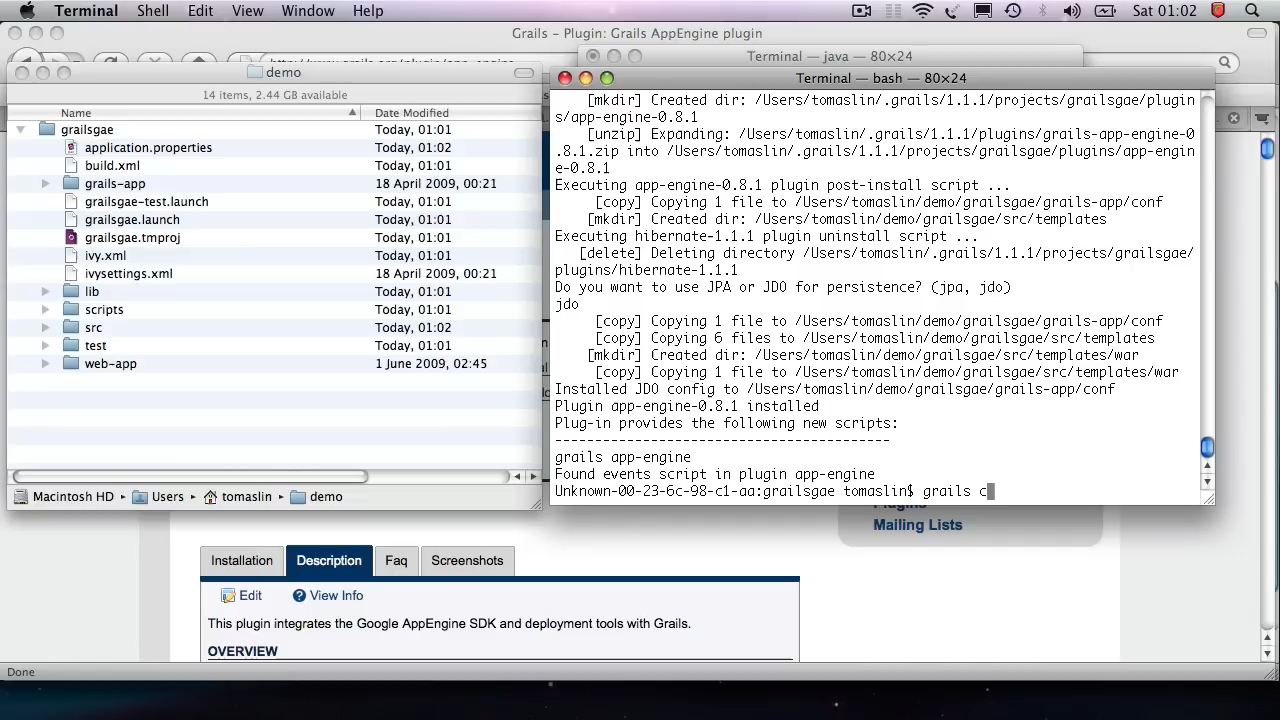 Terminal Shell Edit View Window Help Sat 01:02
Grails – Plugin: Grails AppEngine plugin
Terminal — java — 80×24
demo
14 items, 2.44 GB available
Name Date Modified
grailsgae Today, 01:01
application.properties Today, 01:02
build.xml Today, 01:01
grails-app 18 April 2009, 00:21
grailsgae-test.launch Today, 01:01
grailsgae.launch Today, 01:01
grailsgae.tmproj Today, 01:01
ivy.xml Today, 01:01
ivysettings.xml 18 April 2009, 00:21
lib Today, 01:01
scripts Today, 01:01
src Today, 01:02
test Today, 01:01
web-app 1 June 2009, 02:45
Macintosh HD Users tomaslin demo
Terminal — bash — 80×24
[mkdir] Created dir: /Users/tomaslin/.grails/1.1.1/projects/grailsgae/plugin
s/app-engine-0.8.1
[unzip] Expanding: /Users/tomaslin/.grails/1.1.1/plugins/grails-app-engine-0
.8.1.zip into /Users/tomaslin/.grails/1.1.1/projects/grailsgae/plugins/app-engin
e-0.8.1
Executing app-engine-0.8.1 plugin post-install script ...
[copy] Copying 1 file to /Users/tomaslin/demo/grailsgae/grails-app/conf
[mkdir] Created dir: /Users/tomaslin/demo/grailsgae/src/templates
Executing hibernate-1.1.1 plugin uninstall script ...
[delete] Deleting directory /Users/tomaslin/.grails/1.1.1/projects/grailsgae/
plugins/hibernate-1.1.1
Do you want to use JPA or JDO for persistence? (jpa, jdo)
jdo
[copy] Copying 1 file to /Users/tomaslin/demo/grailsgae/grails-app/conf
[copy] Copying 6 files to /Users/tomaslin/demo/grailsgae/src/templates
[mkdir] Created dir: /Users/tomaslin/demo/grailsgae/src/templates/war
[copy] Copying 1 file to /Users/tomaslin/demo/grailsgae/src/templates/war
Installed JDO config to /Users/tomaslin/demo/grailsgae/grails-app/conf
Plugin app-engine-0.8.1 installed
Plug-in provides the following new scripts:
------------------------------------------
grails app-engine
Found events script in plugin app-engine
Unknown-00-23-6c-98-c1-aa:grailsgae tomaslin$ grails c
Mailing Lists
Installation Description Faq Screenshots
Edit View Info
This plugin integrates the Google AppEngine SDK and deployment tools with Grails.
OVERVIEW
Done